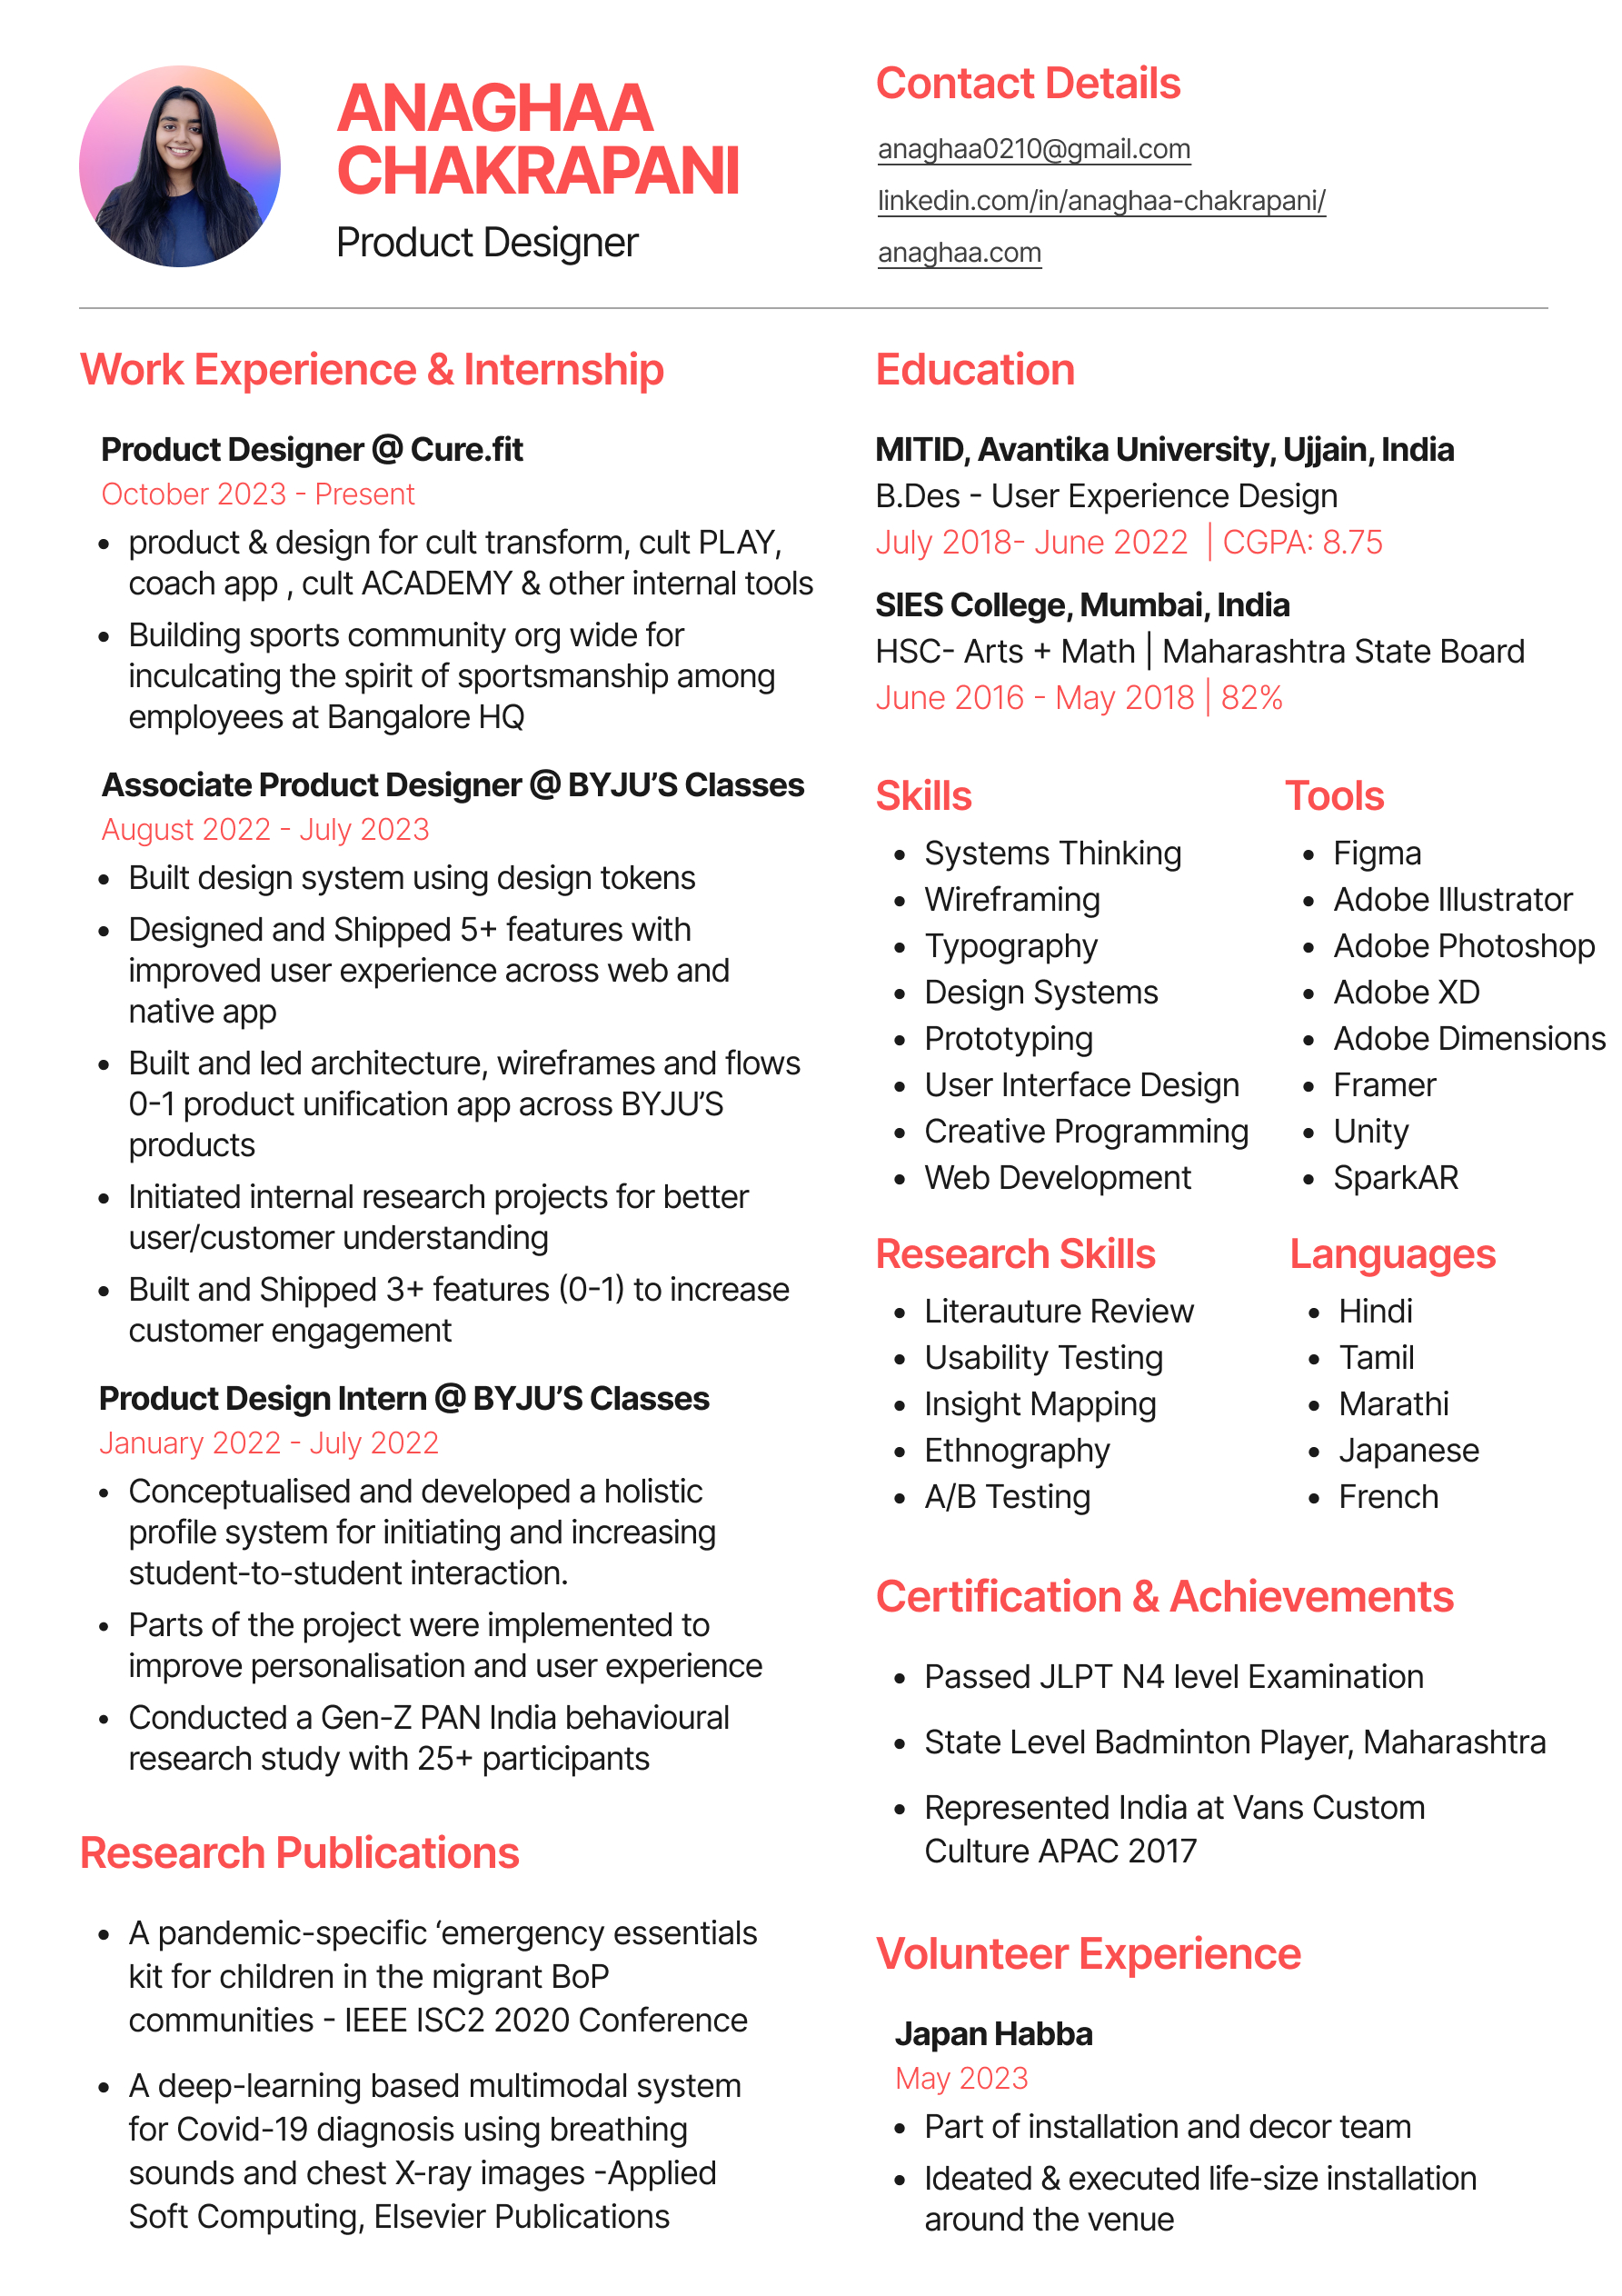 ANAGHAA
CHAKRAPANI
Product Designer
Contact Details
anaghaa0210@gmail.com
linkedin.com/in/anaghaa-chakrapani/
anaghaa.com
Work Experience & Internship
Product Designer @ Cure.fit
October 2023 - Present
• product & design for cult transform, cult PLAY,
coach app , cult ACADEMY & other internal tools
• Building sports community org wide for
inculcating the spirit of sportsmanship among
employees at Bangalore HQ
Associate Product Designer @ BYJU’S Classes
August 2022 - July 2023
• Built design system using design tokens
• Designed and Shipped 5+ features with
improved user experience across web and
native app
• Built and led architecture, wireframes and flows
0-1 product unification app across BYJU’S
products
• Initiated internal research projects for better
user/customer understanding
• Built and Shipped 3+ features (0-1) to increase
customer engagement
Product Design Intern @ BYJU’S Classes
January 2022 - July 2022
• Conceptualised and developed a holistic
profile system for initiating and increasing
student-to-student interaction.
• Parts of the project were implemented to
improve personalisation and user experience
• Conducted a Gen-Z PAN India behavioural
research study with 25+ participants
Research Publications
• A pandemic-specific ‘emergency essentials
kit for children in the migrant BoP
communities - IEEE ISC2 2020 Conference
• A deep-learning based multimodal system
for Covid-19 diagnosis using breathing
sounds and chest X-ray images -Applied
Soft Computing, Elsevier Publications
Education
MITID, Avantika University, Ujjain, India
B.Des - User Experience Design
July 2018- June 2022 | CGPA: 8.75
SIES College, Mumbai, India
HSC- Arts + Math | Maharashtra State Board
June 2016 - May 2018 | 82%
Skills
• Systems Thinking
• Wireframing
• Typography
• Design Systems
• Prototyping
• User Interface Design
• Creative Programming
• Web Development
Tools
• Figma
• Adobe Illustrator
• Adobe Photoshop
• Adobe XD
• Adobe Dimensions
• Framer
• Unity
• SparkAR
Research Skills
• Literauture Review
• Usability Testing
• Insight Mapping
• Ethnography
• A/B Testing
Languages
• Hindi
• Tamil
• Marathi
• Japanese
• French
Certification & Achievements
• Passed JLPT N4 level Examination
• State Level Badminton Player, Maharashtra
• Represented India at Vans Custom
Culture APAC 2017
Volunteer Experience
Japan Habba
May 2023
• Part of installation and decor team
• Ideated & executed life-size installation
around the venue